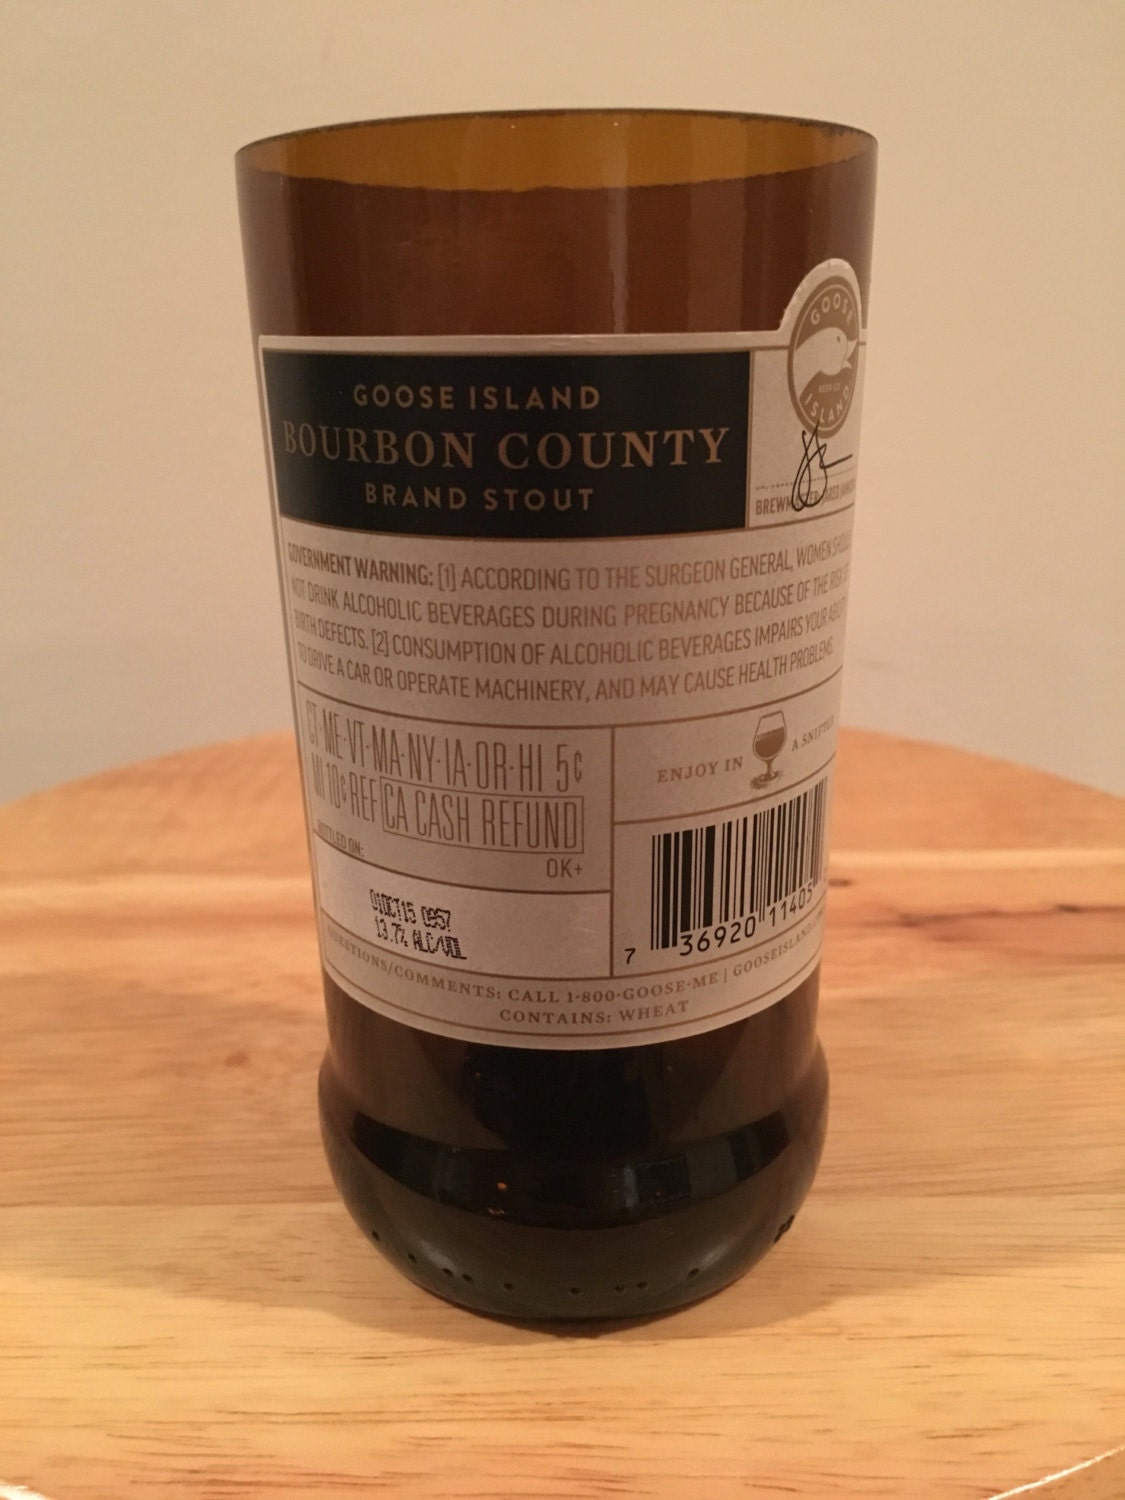 GOOSE
BREW CO.
ISLAND
GOOSE ISLAND
BOURBON COUNTY
BRAND STOUT
GOVERNMENT WARNING: [1] ACCORDING TO THE SURGEON GENERAL, WOMEN SHOULD
NOT DRINK ALCOHOLIC BEVERAGES DURING PREGNANCY BECAUSE OF THE RISK OF
BIRTH DEFECTS. [2] CONSUMPTION OF ALCOHOLIC BEVERAGES IMPAIRS YOUR ABILITY
TO DRIVE A CAR OR OPERATE MACHINERY, AND MAY CAUSE HEALTH PROBLEMS.
CT·ME·VT·MA·NY·IA·OR·HI 5¢
MI 10¢ REF CA CASH REFUND
BOTTLED ON:
OK+
01OCT15 0957
13.7% ALC/VOL
ENJOY IN A SNIFTER
7 36920 11405
QUESTIONS/COMMENTS: CALL 1-800-GOOSE-ME | GOOSEISLAND.
CONTAINS: WHEAT